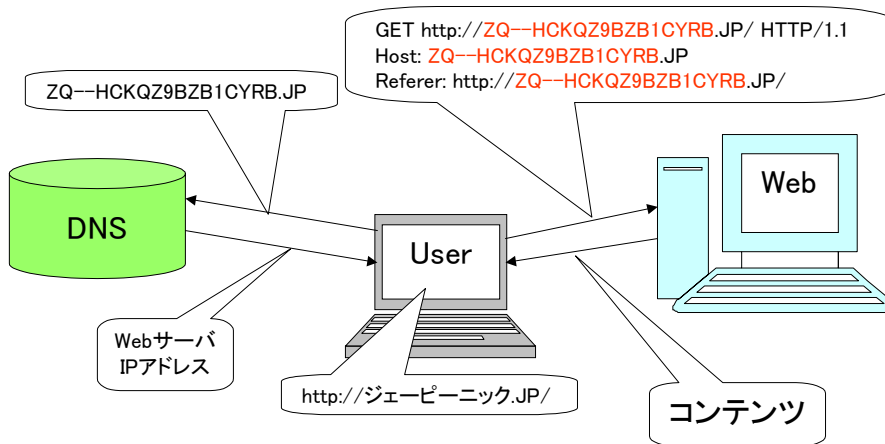 GET http://ZQ--HCKQZ9BZB1CYRB.JP/ HTTP/1.1
Host: ZQ--HCKQZ9BZB1CYRB.JP
Referer: http://ZQ--HCKQZ9BZB1CYRB.JP/
ZQ--HCKQZ9BZB1CYRB.JP
Web
DNS
User
Webサーバ
IPアドレス
http://ジェーピーニック.JP/
コンテンツ